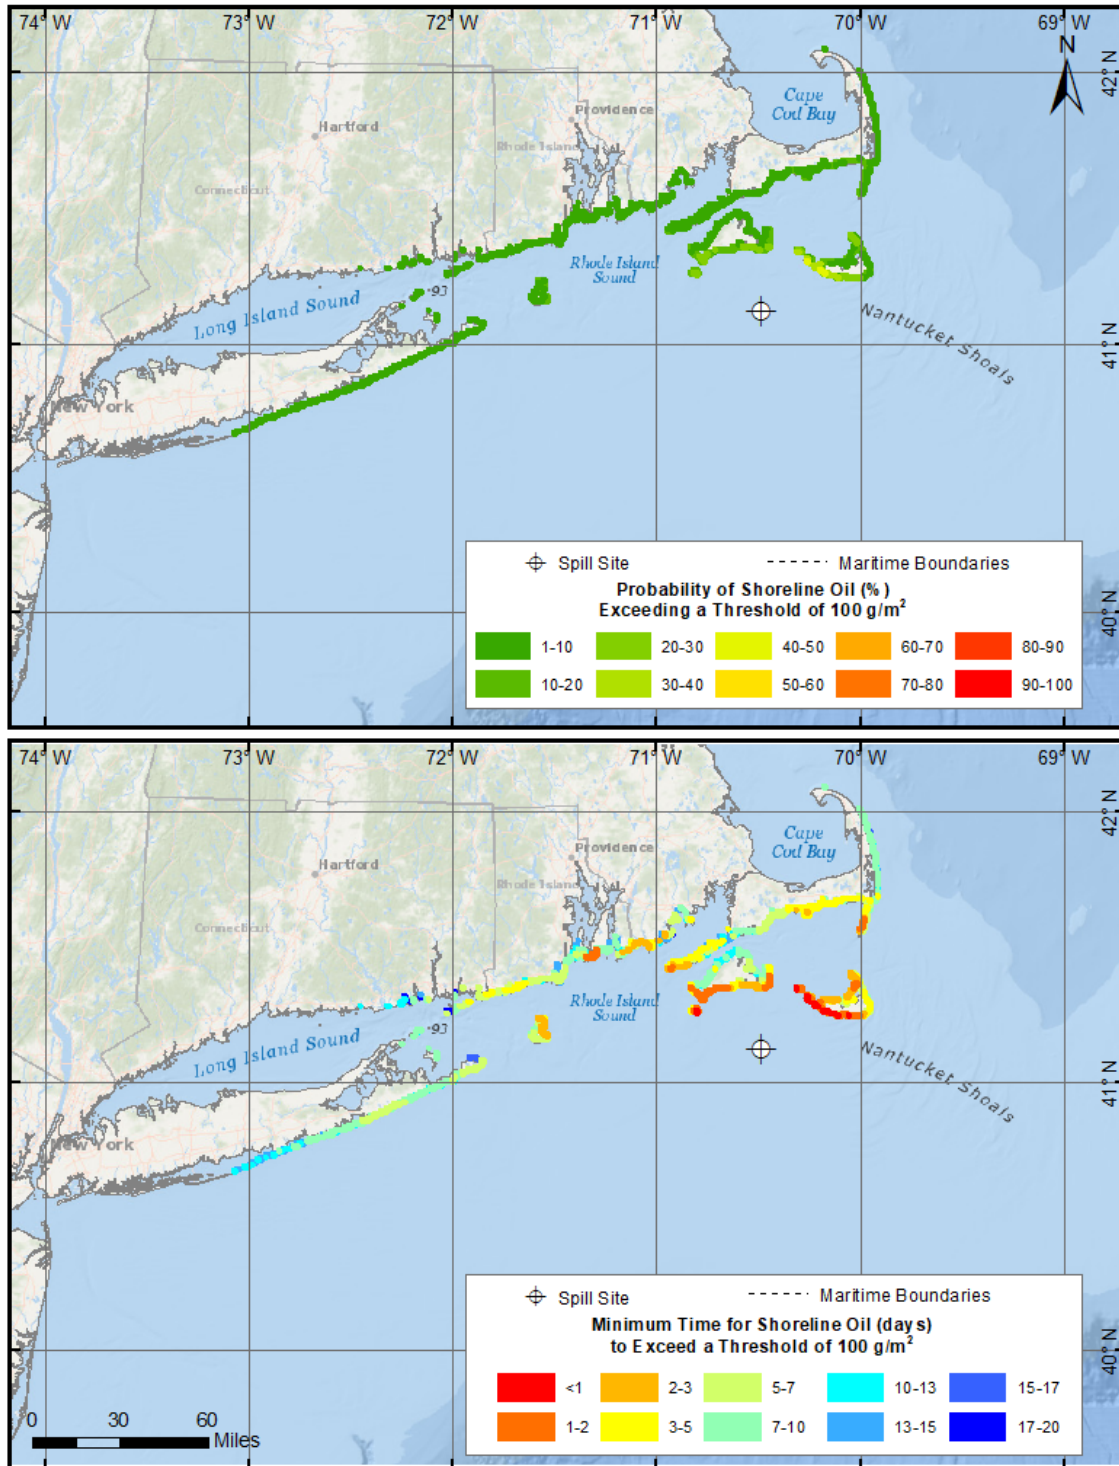 74° W 73° W 72° W 71° W 70° W 69° W
N
42° N
Cape
Cod Bay
Providence
Hartford
Rhode Island
Connecticut
Rhode Island
Sound
93
Long Island Sound
Nantucket Shoals
41° N
New York
Spill Site
Maritime Boundaries
Probability of Shoreline Oil (%)
Exceeding a Threshold of 100 g/m²
40° N
1-10 20-30 40-50 60-70 80-90
10-20 30-40 50-60 70-80 90-100
74° W 73° W 72° W 71° W 70° W 69° W
42° N
Cape
Cod Bay
Providence
Hartford
Rhode Island
Connecticut
Rhode Island
Sound
93
Long Island Sound
Nantucket Shoals
41° N
New York
Spill Site
Maritime Boundaries
Minimum Time for Shoreline Oil (days)
to Exceed a Threshold of 100 g/m²
40° N
<1 2-3 5-7 10-13 15-17
1-2 3-5 7-10 13-15 17-20
0 30 60
Miles